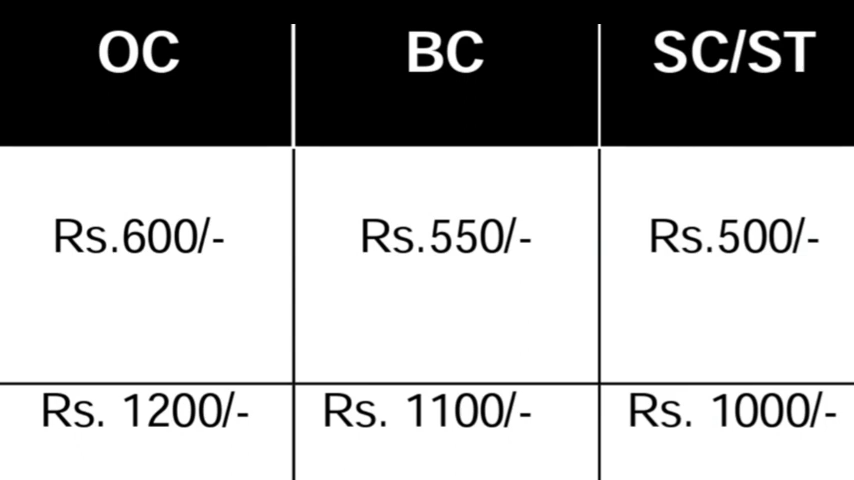 OC BC SC/ST
Rs.600/- Rs.550/- Rs.500/-
Rs. 1200/- Rs. 1100/- Rs. 1000/-